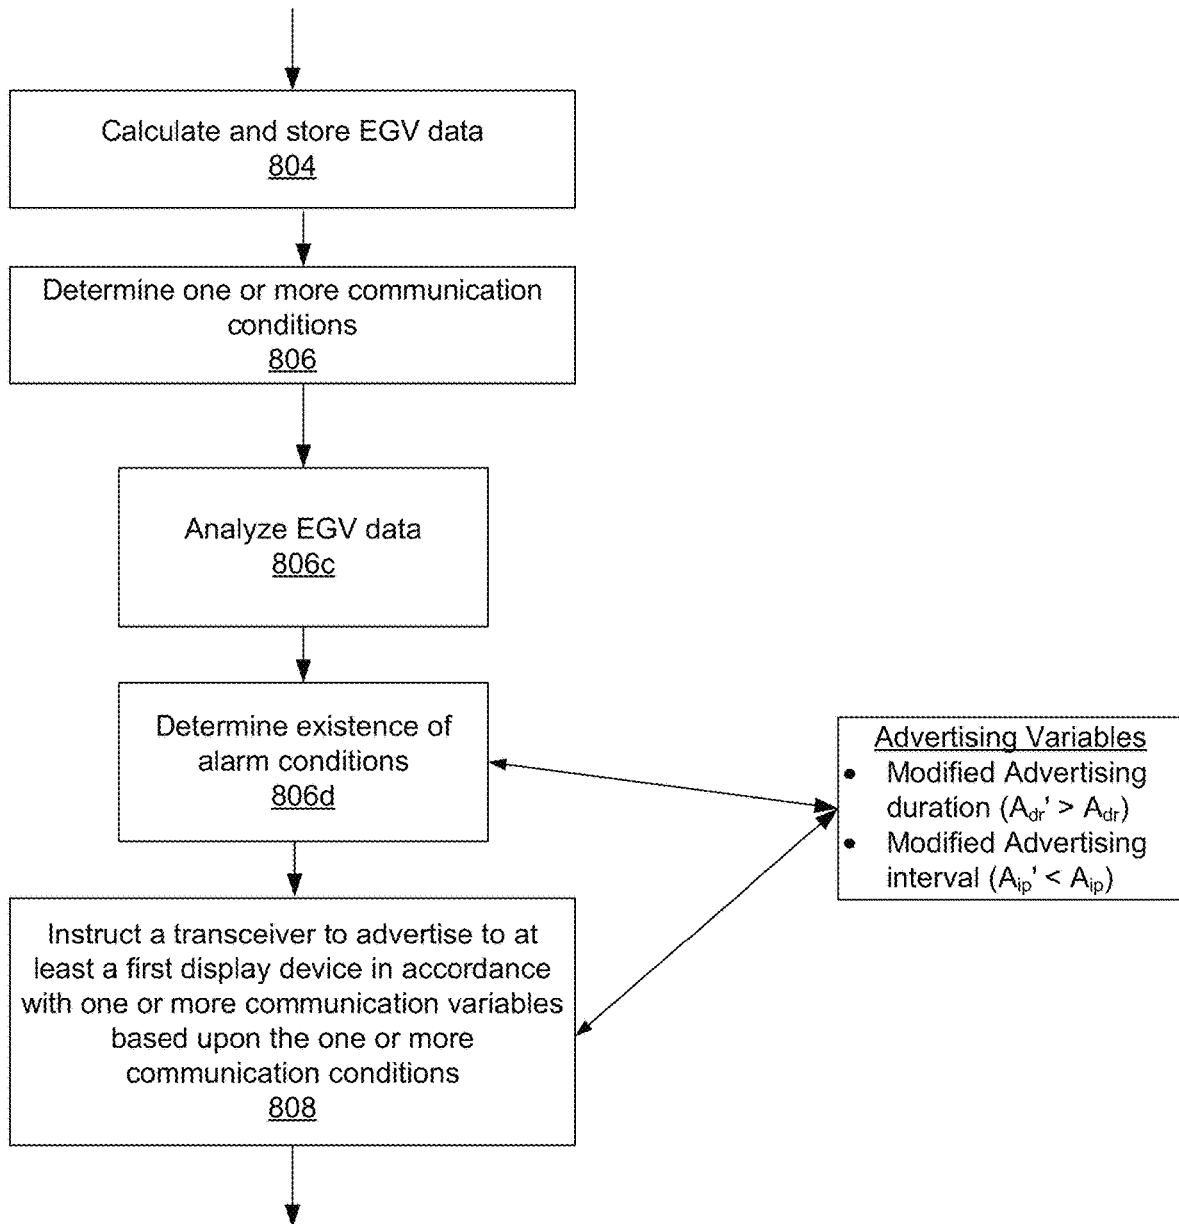 Calculate and store EGV data
804
Determine one or more communication
conditions
806
Analyze EGV data
806c
Determine existence of
alarm conditions
806d
Advertising Variables
• Modified Advertising
duration (Adr' > Adr)
• Modified Advertising
interval (Aip' < Aip)
Instruct a transceiver to advertise to at
least a first display device in accordance
with one or more communication variables
based upon the one or more
communication conditions
808